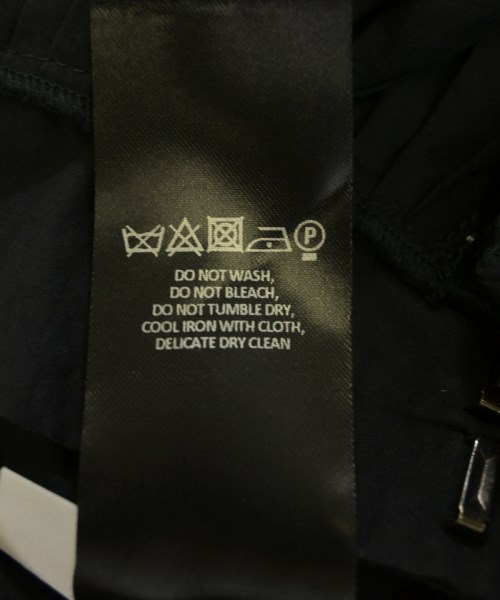 P
DO NOT WASH,
DO NOT BLEACH,
DO NOT TUMBLE DRY,
COOL IRON WITH CLOTH,
DELICATE DRY CLEAN